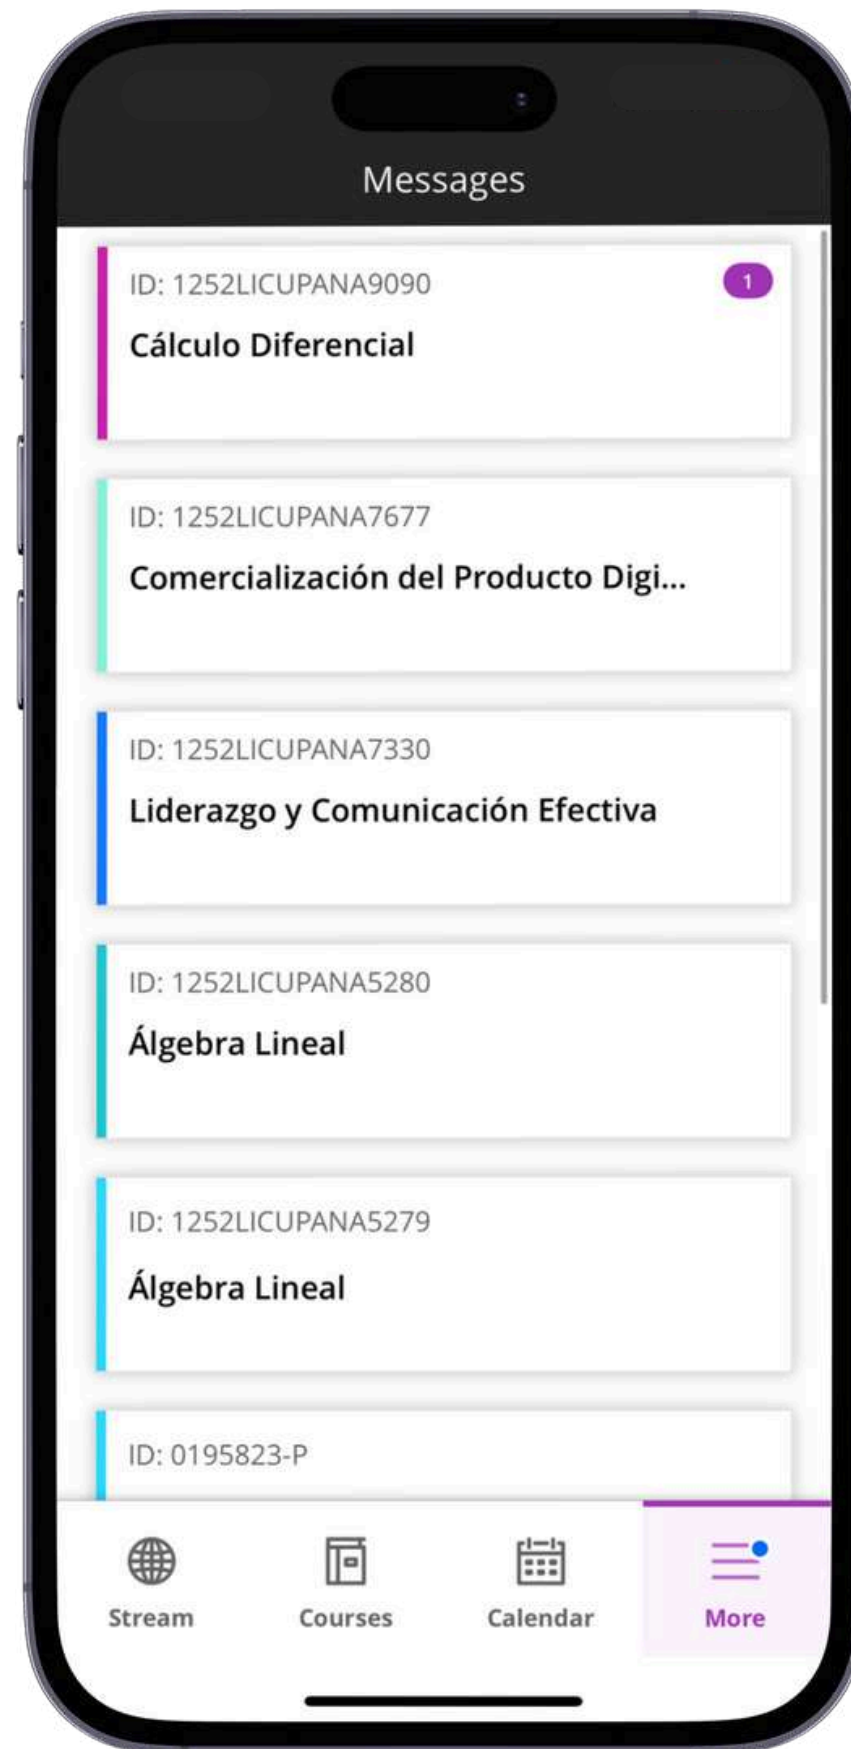 Messages
ID: 1252LICUPANA9090
1
Cálculo Diferencial
ID: 1252LICUPANA7677
Comercialización del Producto Digi...
ID: 1252LICUPANA7330
Liderazgo y Comunicación Efectiva
ID: 1252LICUPANA5280
Álgebra Lineal
ID: 1252LICUPANA5279
Álgebra Lineal
ID: 0195823-P
Stream
Courses
Calendar
More